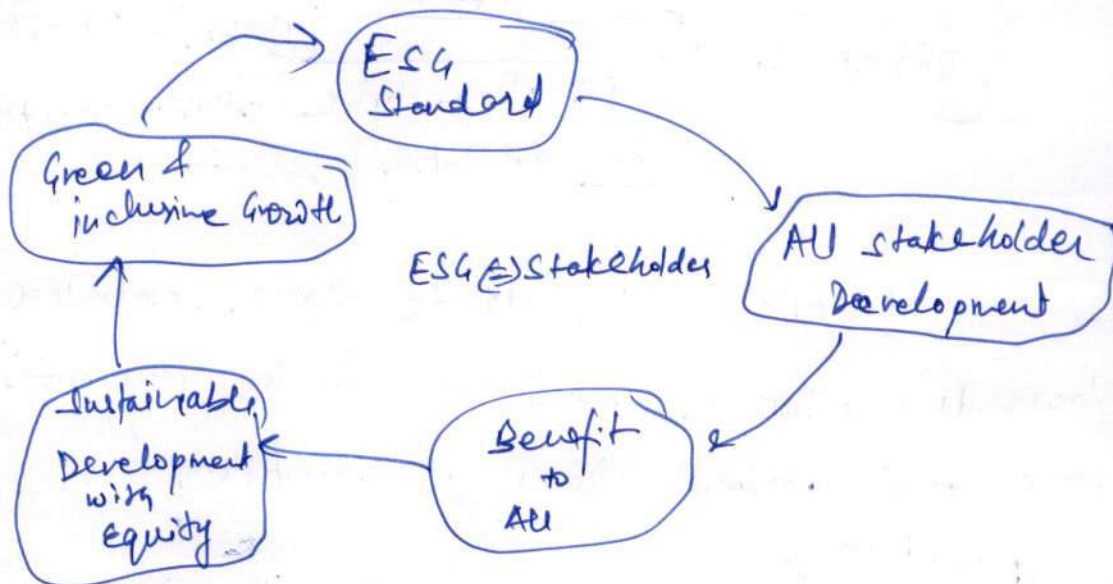 ESG
Standard
Green &
inclusive Growth
All stakeholder
Development
ESG ⇔ Stakeholder
Sustainable
Development
with
Equity
Benefit
to
All